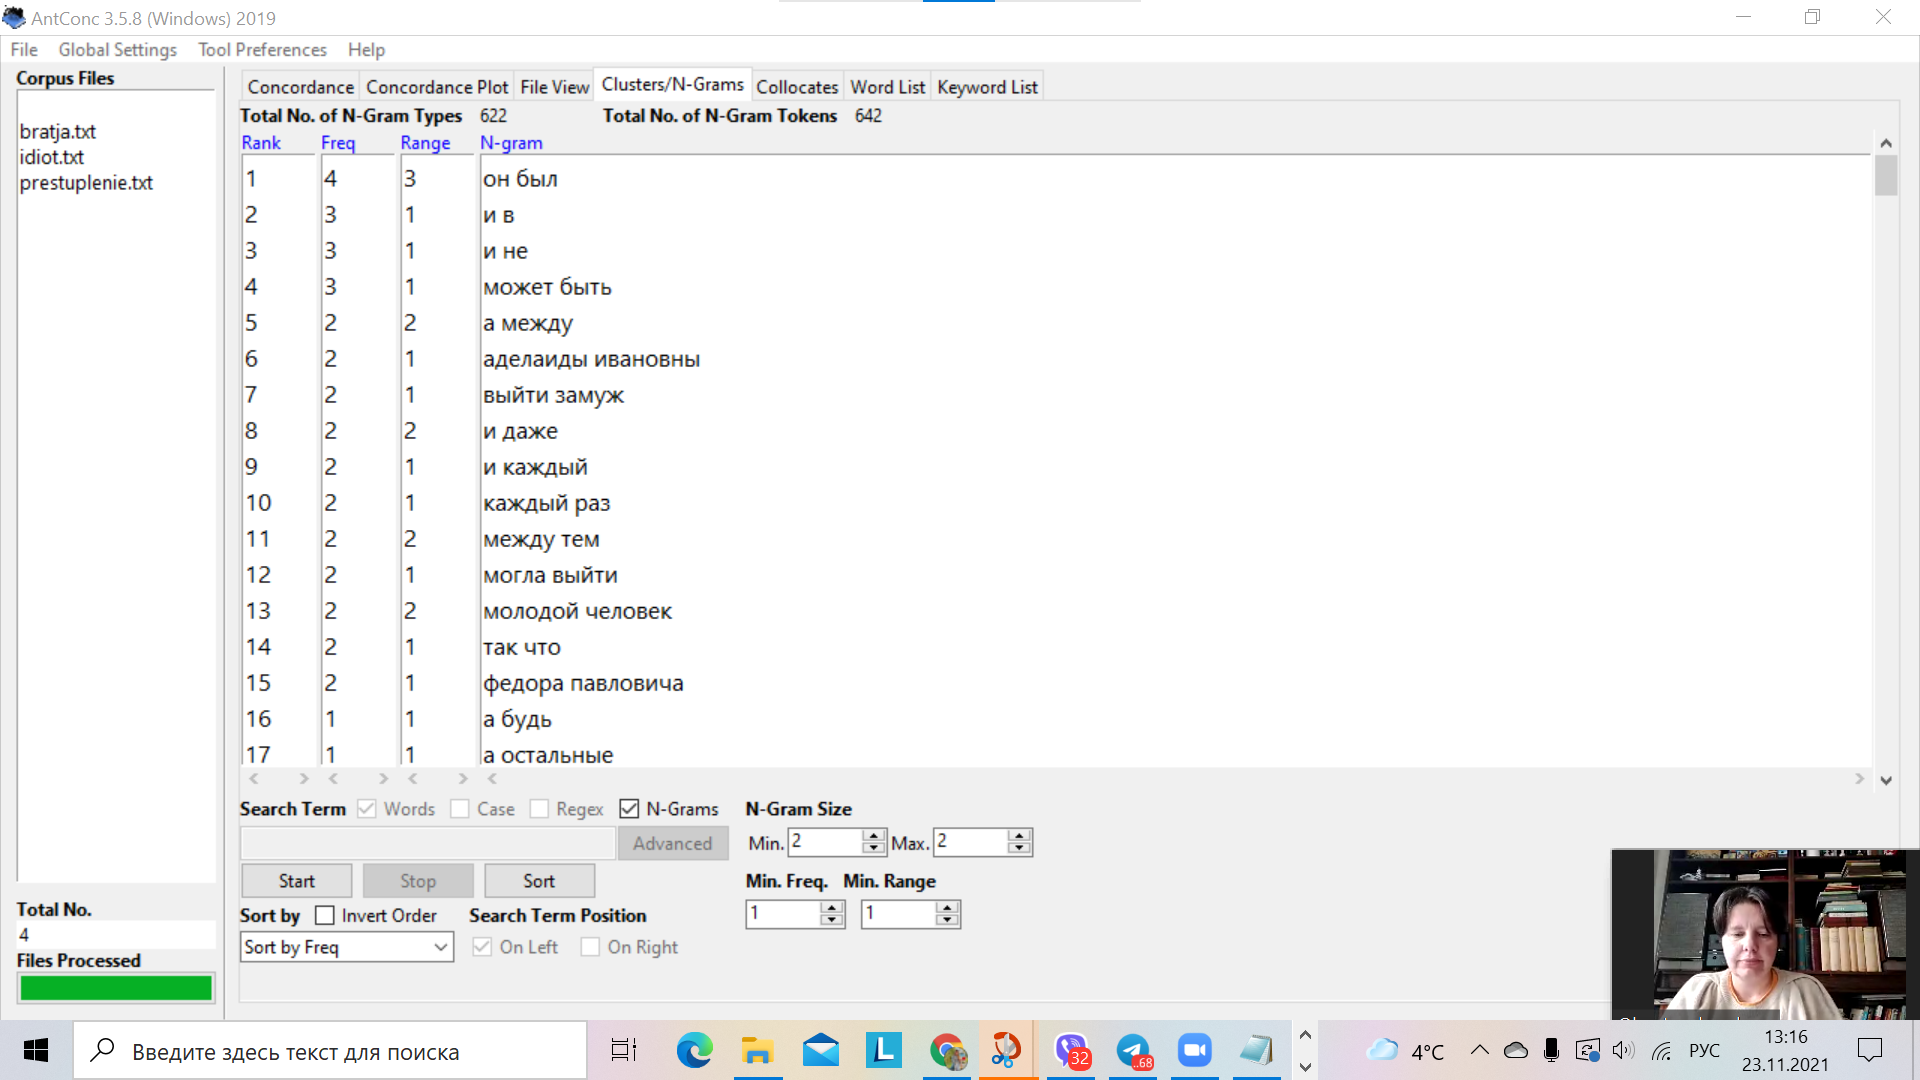 AntConc 3.5.8 (Windows) 2019
File Global Settings Tool Preferences Help
Corpus Files
bratja.txt
idiot.txt
prestuplenie.txt
Concordance Concordance Plot File View Clusters/N-Grams Collocates Word List Keyword List
Total No. of N-Gram Types 622 Total No. of N-Gram Tokens 642
Rank Freq Range N-gram
1 4 3 он был
2 3 1 и в
3 3 1 и не
4 3 1 может быть
5 2 2 а между
6 2 1 аделаиды ивановны
7 2 1 выйти замуж
8 2 2 и даже
9 2 1 и каждый
10 2 1 каждый раз
11 2 2 между тем
12 2 1 могла выйти
13 2 2 молодой человек
14 2 1 так что
15 2 1 федора павловича
16 1 1 а будь
17 1 1 а остальные
Search Term Words Case Regex N-Grams N-Gram Size
Advanced Min. 2 Max. 2
Start Stop Sort Min. Freq. Min. Range
1 1
Sort by Invert Order Search Term Position
Sort by Freq On Left On Right
Total No.
4
Files Processed
Введите здесь текст для поиска
L
32
..68
4°C
РУС
13:16
23.11.2021